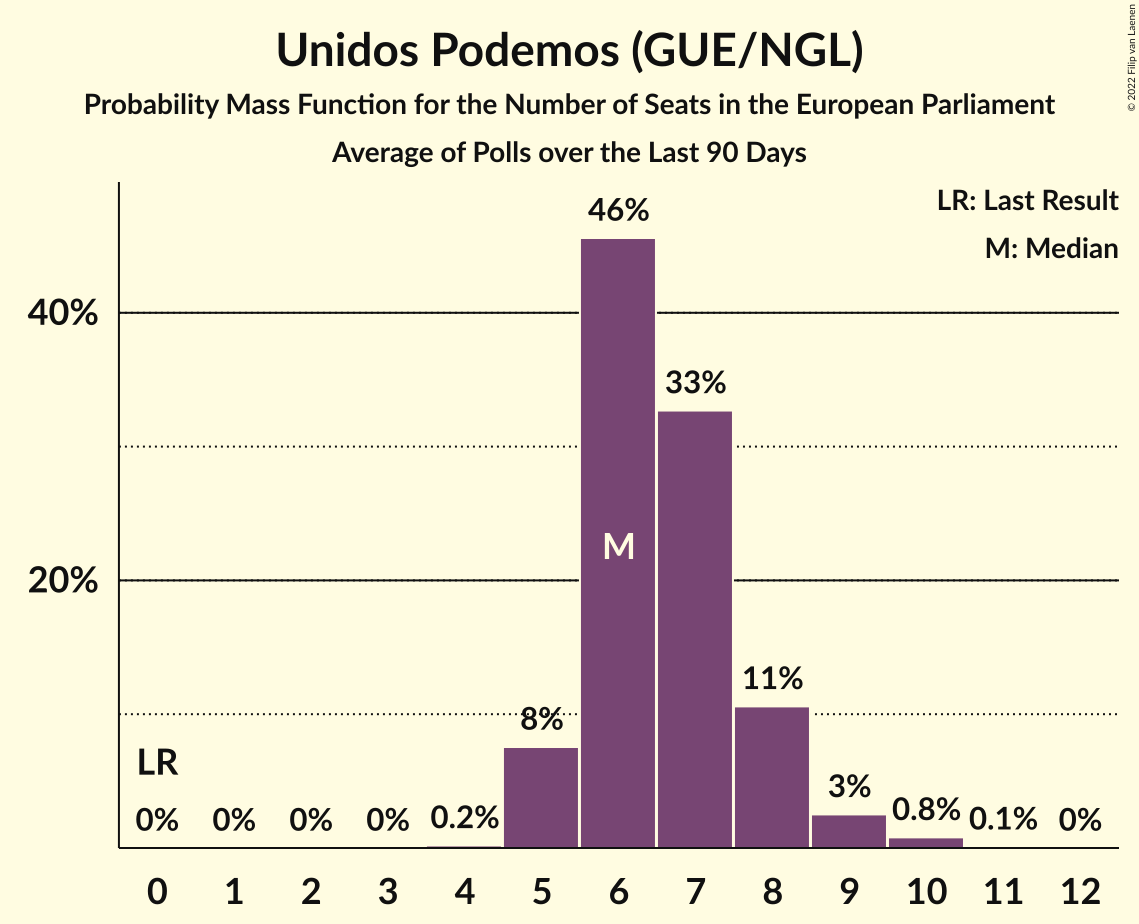 Unidos Podemos (GUE/NGL)
Probability Mass Function for the Number of Seats in the European Parliament
Average of Polls over the Last 90 Days
© 2022 Filip van Laenen
LR: Last Result
M: Median
46%
40%
33%
M
20%
11%
8%
LR
3%
0% 0% 0% 0% 0.2% 0.8% 0.1% 0%
0 1 2 3 4 5 6 7 8 9 10 11 12